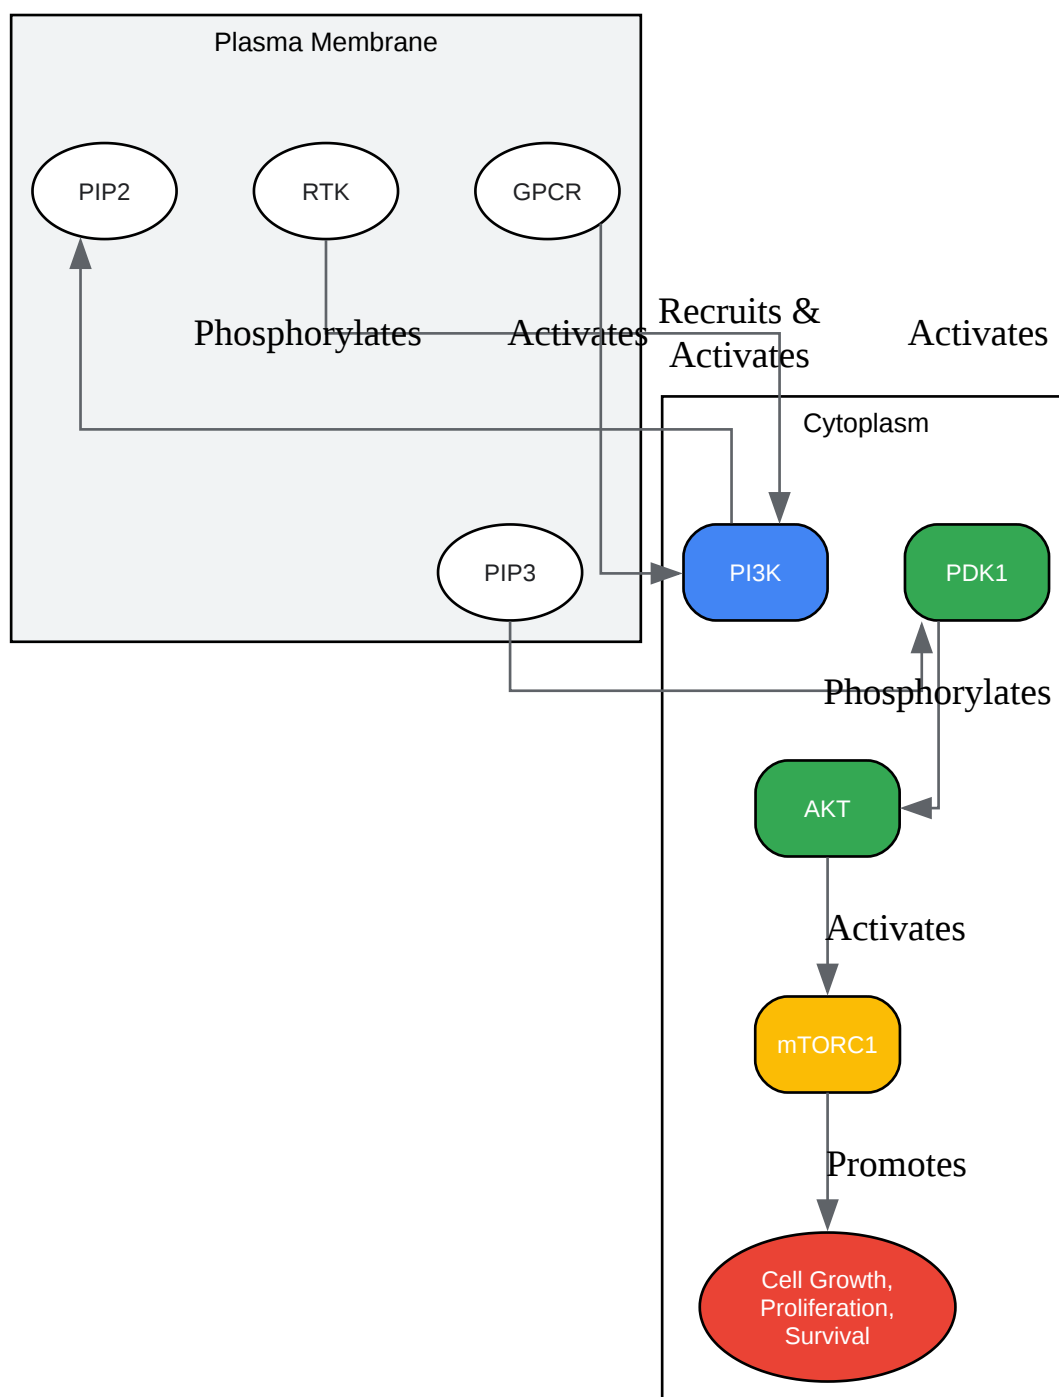 Plasma Membrane
PIP2
RTK
GPCR
Phosphorylates
Activates
Recruits &
Activates
Activates
Cytoplasm
PIP3
PI3K
PDK1
Phosphorylates
AKT
Activates
mTORC1
Promotes
Cell Growth,
Proliferation,
Survival